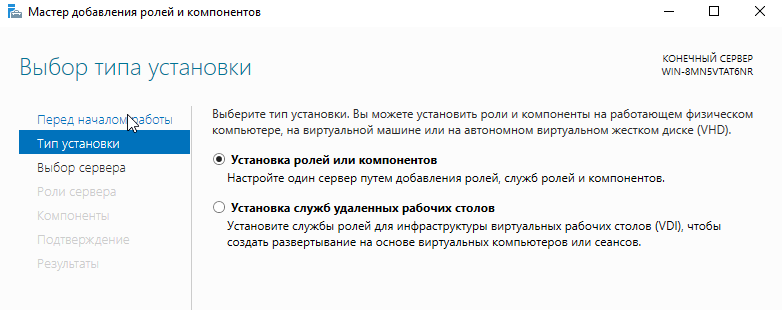 Мастер добавления ролей и компонентов
Выбор типа установки
КОНЕЧНЫЙ СЕРВЕР
WIN-8MN5VTAT6NR
Перед началом работы
Тип установки
Выбор сервера
Роли сервера
Компоненты
Подтверждение
Результаты
Выберите тип установки. Вы можете установить роли и компоненты на работающем физическом
компьютере, на виртуальной машине или на автономном виртуальном жестком диске (VHD).
Установка ролей или компонентов
Настройте один сервер путем добавления ролей, служб ролей и компонентов.
Установка служб удаленных рабочих столов
Установите службы ролей для инфраструктуры виртуальных рабочих столов (VDI), чтобы
создать развертывание на основе виртуальных компьютеров или сеансов.